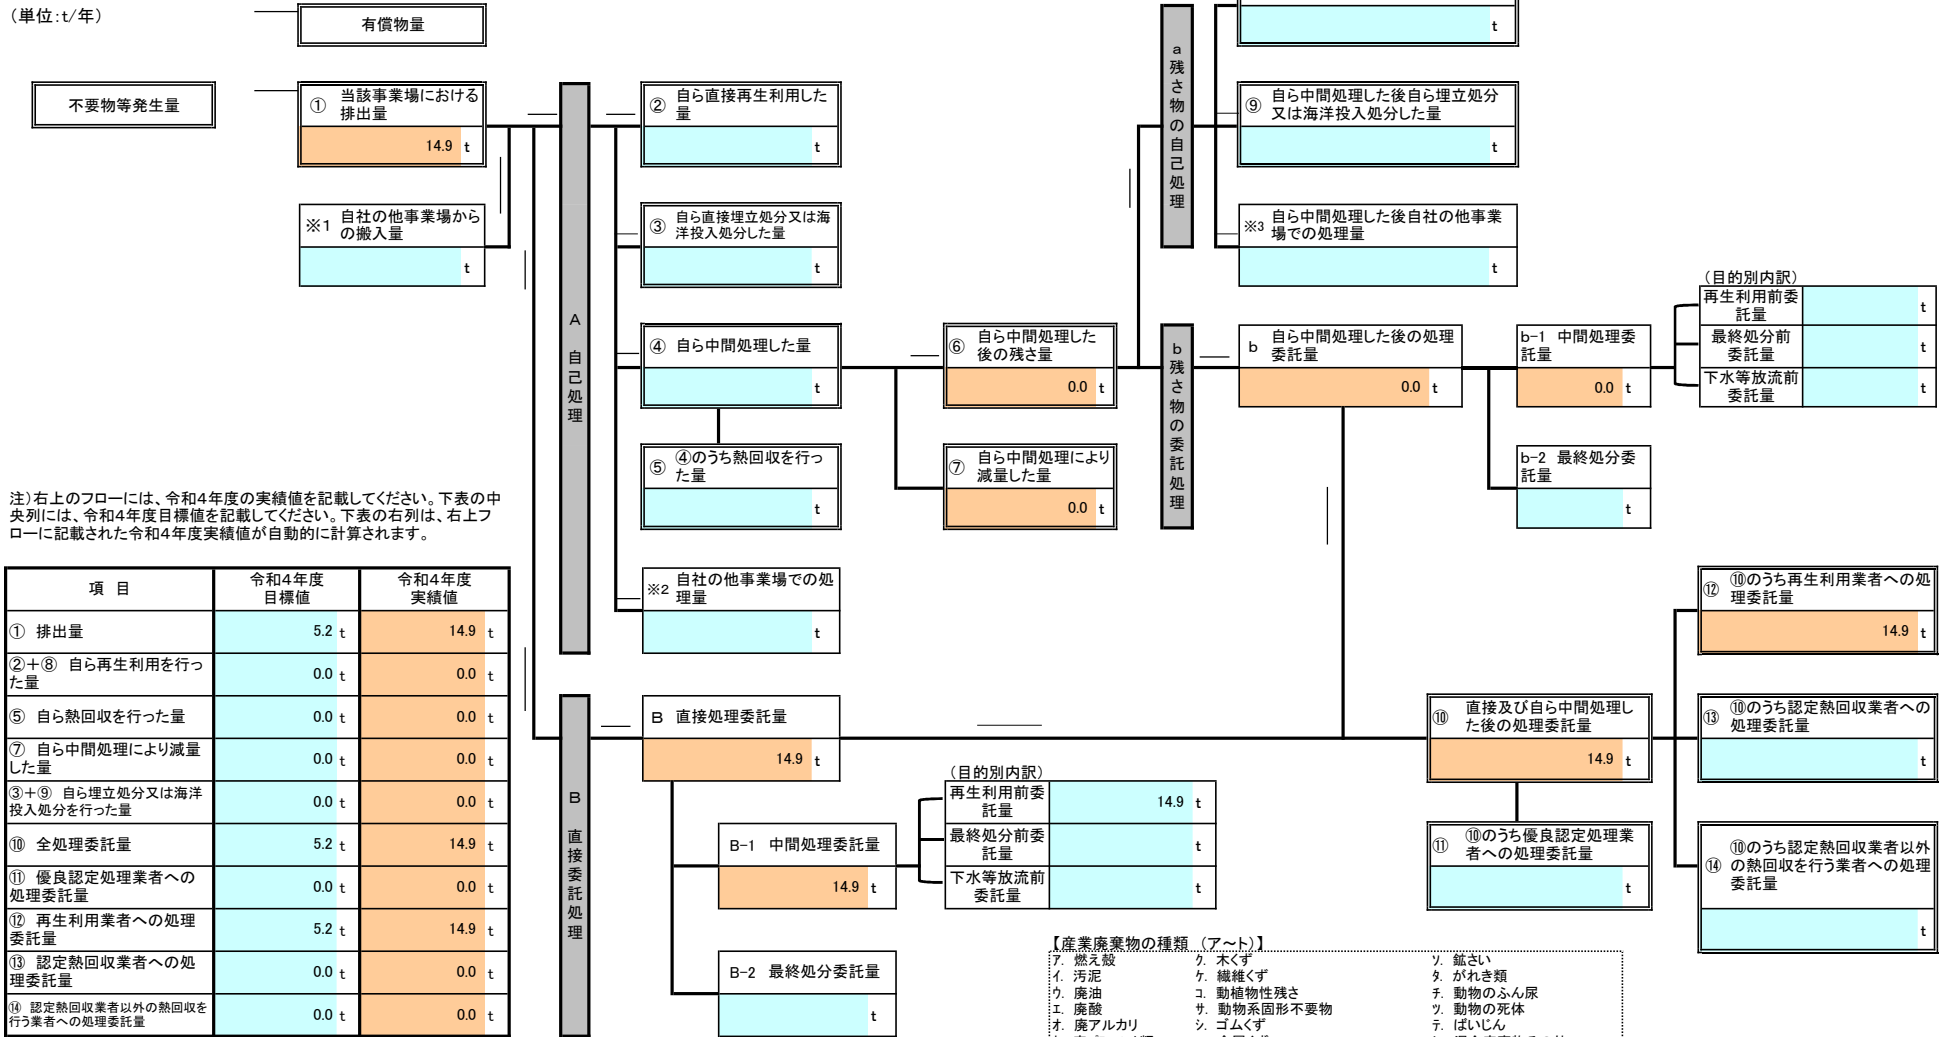 （単位：t/年）
有償物量
t
不要物等発生量
① 当該事業場における
排出量
14.9 t
※1 自社の他事業場から
の搬入量
t
A 自己処理
② 自ら直接再生利用した
量
t
③ 自ら直接埋立処分又は海
洋投入処分した量
t
④ 自ら中間処理した量
t
⑤ ④のうち熱回収を行っ
た量
t
※2 自社の他事業場での処
理量
t
⑥ 自ら中間処理した
後の残さ量
0.0 t
⑦ 自ら中間処理により
減量した量
0.0 t
a 残さ物の自己処理
⑨ 自ら中間処理した後自ら埋立処分
又は海洋投入処分した量
t
※3 自ら中間処理した後自社の他事業
場での処理量
t
b 残さ物の委託処理
b 自ら中間処理した後の処理
委託量
0.0 t
b-1 中間処理委
託量
0.0 t
b-2 最終処分委
託量
t
（目的別内訳）
再生利用前委
託量
t
最終処分前
委託量
t
下水等放流前
委託量
t
注）右上のフローには、令和４年度の実績値を記載してください。下表の中
央列には、令和４年度目標値を記載してください。下表の右列は、右上フ
ローに記載された令和４年度実績値が自動的に計算されます。
項 目
令和４年度
目標値
令和４年度
実績値
① 排出量 5.2 t 14.9 t
②＋⑧ 自ら再生利用を行っ
た量 0.0 t 0.0 t
⑤ 自ら熱回収を行った量 0.0 t 0.0 t
⑦ 自ら中間処理により減量
した量 0.0 t 0.0 t
③＋⑨ 自ら埋立処分又は海洋
投入処分を行った量 0.0 t 0.0 t
⑩ 全処理委託量 5.2 t 14.9 t
⑪ 優良認定処理業者への
処理委託量 0.0 t 0.0 t
⑫ 再生利用業者への処理
委託量 5.2 t 14.9 t
⑬ 認定熱回収業者への処
理委託量 0.0 t 0.0 t
⑭ 認定熱回収業者以外の熱回収を
行う業者への処理委託量 0.0 t 0.0 t
B 直接委託処理
B 直接処理委託量
14.9 t
B-1 中間処理委託量
14.9 t
B-2 最終処分委託量
t
（目的別内訳）
再生利用前委
託量
14.9 t
最終処分前委
託量
t
下水等放流前
委託量
t
⑩ 直接及び自ら中間処理し
た後の処理委託量
14.9 t
⑪ ⑩のうち優良認定処理業
者への処理委託量
t
⑫ ⑩のうち再生利用業者への処
理委託量
14.9 t
⑬ ⑩のうち認定熱回収業者への
処理委託量
t
⑭ ⑩のうち認定熱回収業者以外
の熱回収を行う業者への処理
委託量
t
【産業廃棄物の種類 （ア～ト）】
ア. 燃え殻 ク. 木くず ソ. 鉱さい
イ. 汚泥 ケ. 繊維くず タ. がれき類
ウ. 廃油 コ. 動植物性残さ チ. 動物のふん尿
エ. 廃酸 サ. 動物系固形不要物 ツ. 動物の死体
オ. 廃アルカリ シ. ゴムくず テ. ばいじん